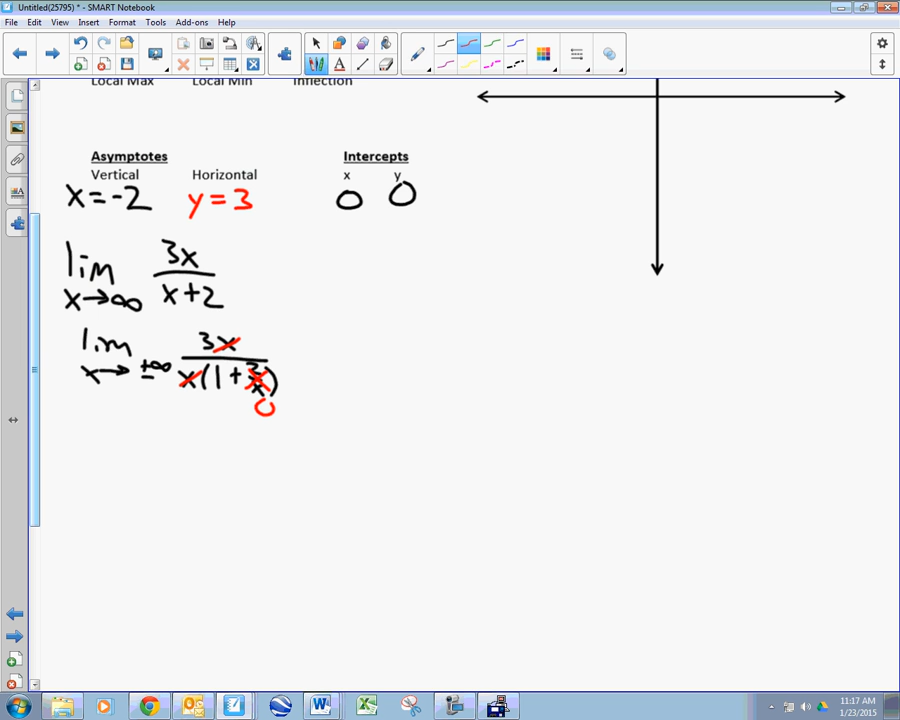 Untitled(25795) * - SMART Notebook
File Edit View Insert Format Tools Add-ons Help
Local Max Local Min Inflection
Asymptotes Intercepts
Vertical Horizontal x y
x = -2 y = 3 0 0
lim x→∞ 3x / x+2
lim x→ ±∞ 3x / x(1 + 2/x)
0
11:17 AM
1/23/2015